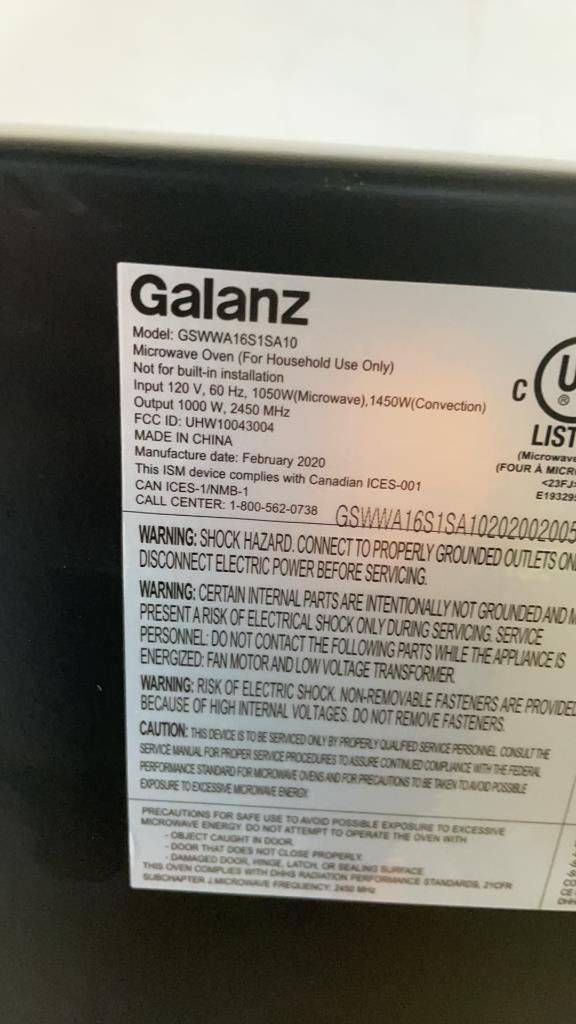 Galanz
Model: GSWWA16S1SA10
Microwave Oven (For Household Use Only)
Not for built-in installation
Input 120 V, 60 Hz, 1050W(Microwave),1450W(Convection)
Output 1000 W, 2450 MHz
FCC ID: UHW10043004
MADE IN CHINA
Manufacture date: February 2020
This ISM device complies with Canadian ICES-001
CAN ICES-1/NMB-1
CALL CENTER: 1-800-562-0738
C U ®
LIST
(Microwave
(FOUR À MICR
<23FJ
E19329
GSWWA16S1SA10202002005
WARNING: SHOCK HAZARD. CONNECT TO PROPERLY GROUNDED OUTLETS ON
DISCONNECT ELECTRIC POWER BEFORE SERVICING.
WARNING: CERTAIN INTERNAL PARTS ARE INTENTIONALLY NOT GROUNDED AND M
PRESENT A RISK OF ELECTRICAL SHOCK ONLY DURING SERVICING. SERVICE
PERSONNEL: DO NOT CONTACT THE FOLLOWING PARTS WHILE THE APPLIANCE IS
ENERGIZED: FAN MOTOR AND LOW VOLTAGE TRANSFORMER.
WARNING: RISK OF ELECTRIC SHOCK. NON-REMOVABLE FASTENERS ARE PROVIDED
BECAUSE OF HIGH INTERNAL VOLTAGES. DO NOT REMOVE FASTENERS.
CAUTION: THIS DEVICE IS TO BE SERVICED ONLY BY PROPERLY QUALIFIED SERVICE PERSONNEL. CONSULT THE
SERVICE MANUAL FOR PROPER SERVICE PROCEDURES TO ASSURE CONTINUED COMPLIANCE WITH THE FEDERAL
PERFORMANCE STANDARD FOR MICROWAVE OVENS AND FOR PRECAUTIONS TO BE TAKEN TO AVOID POSSIBLE
EXPOSURE TO EXCESSIVE MICROWAVE ENERGY.
PRECAUTIONS FOR SAFE USE TO AVOID POSSIBLE EXPOSURE TO EXCESSIVE
MICROWAVE ENERGY: DO NOT ATTEMPT TO OPERATE THE OVEN WITH
- OBJECT CAUGHT IN DOOR.
- DOOR THAT DOES NOT CLOSE PROPERLY.
- DAMAGED DOOR, HINGE, LATCH, OR SEALING SURFACE.
THIS OVEN COMPLIES WITH DHHS RADIATION PERFORMANCE STANDARDS, 21CFR
SUBCHAPTER J.MICROWAVE FREQUENCY: 2450 MHz